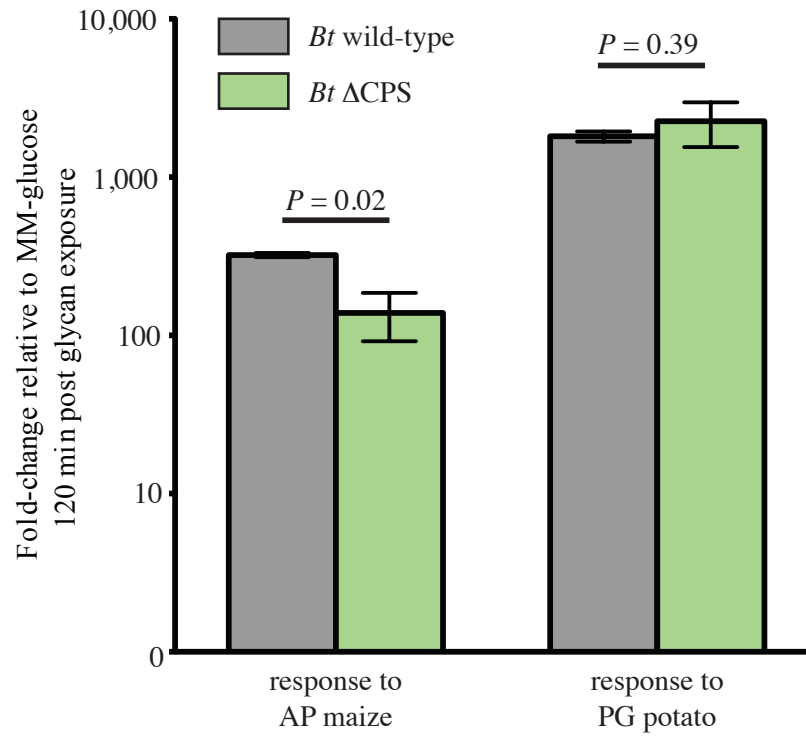 Fold-change relative to MM-glucose
120 min post glycan exposure
10,000
1,000
100
10
0
Bt wild-type
Bt ΔCPS
P = 0.02
P = 0.39
response to
AP maize
response to
PG potato